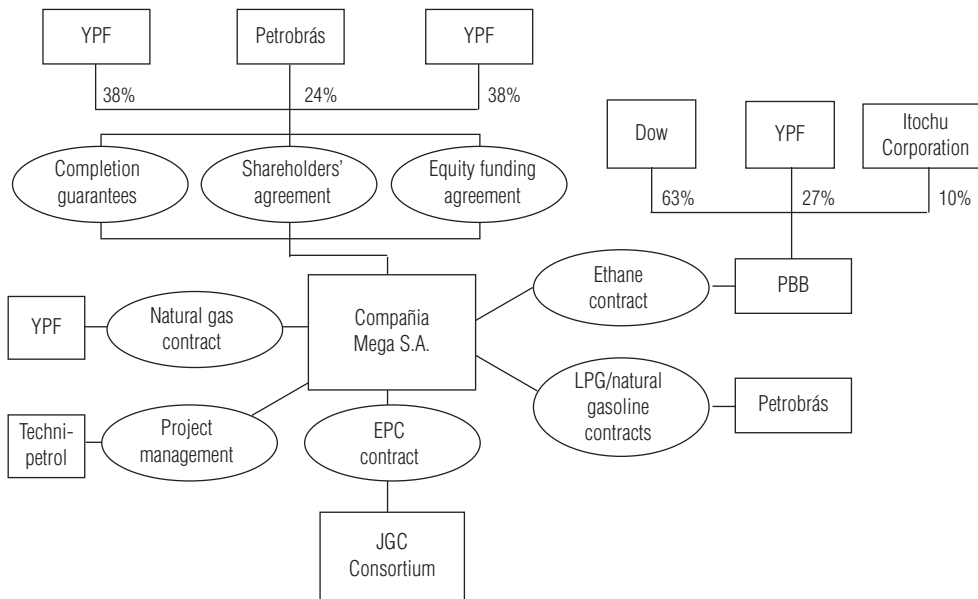 YPF
Petrobrás
YPF
38%
24%
38%
Dow
YPF
Itochu
Corporation
63%
27%
10%
Completion
guarantees
Shareholders'
agreement
Equity funding
agreement
Ethane
contract
PBB
YPF
Natural gas
contract
Compañia
Mega S.A.
LPG/natural
gasoline
contracts
Petrobrás
Techni-
petrol
Project
management
EPC
contract
JGC
Consortium